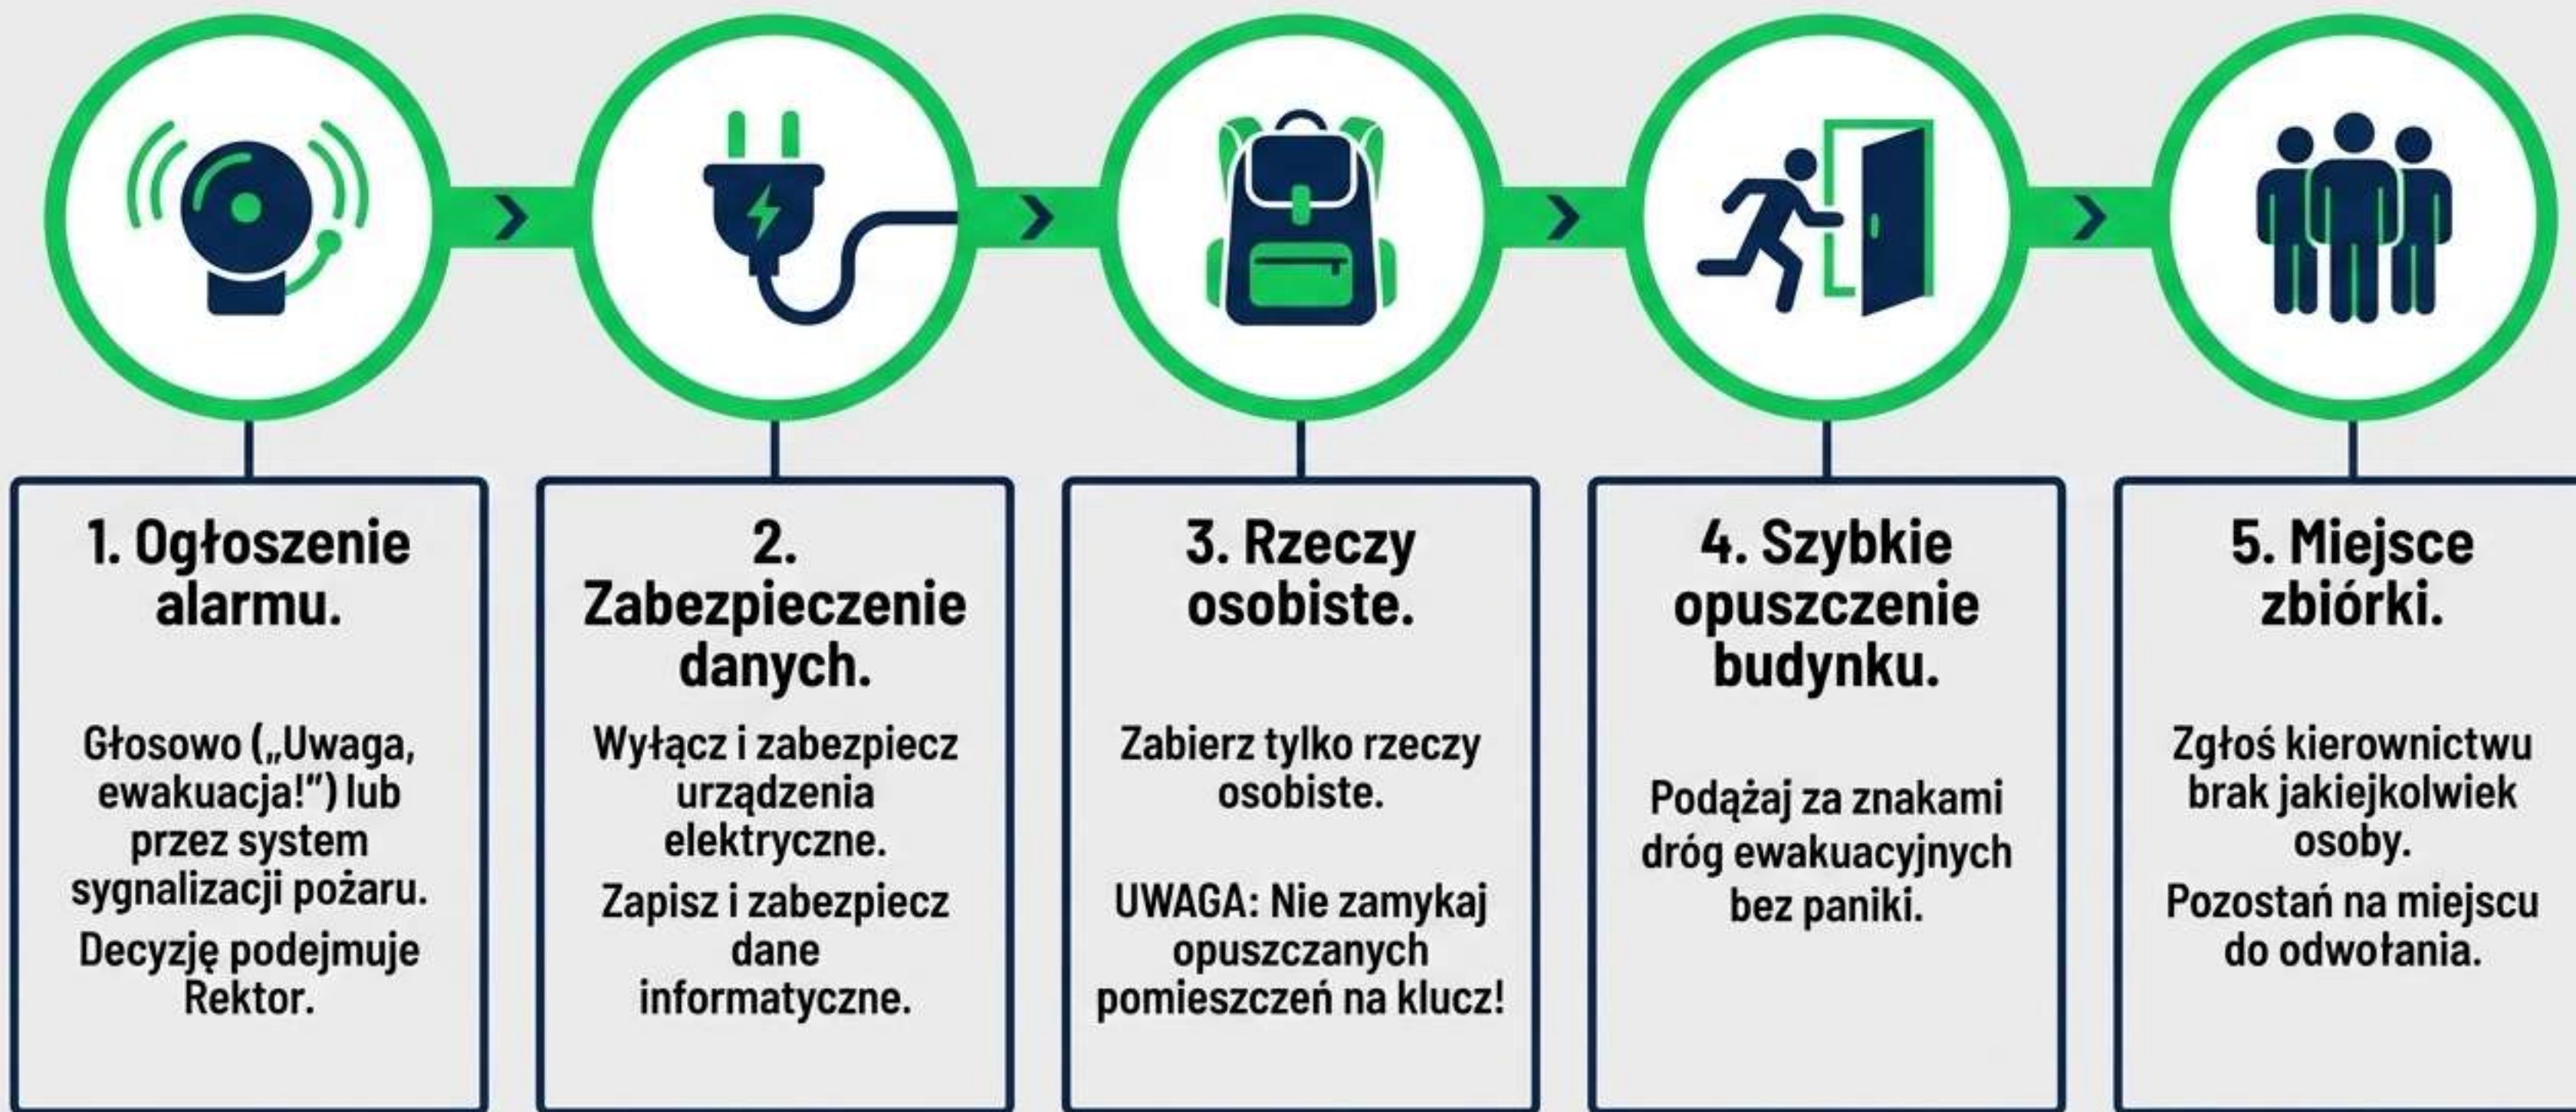 1. Ogłoszenie
alarmu.
Głosowo („Uwaga,
ewakuacja!”) lub
przez system
sygnalizacji pożaru.
Decyzję podejmuje
Rektor.
2.
Zabezpieczenie
danych.
Wyłącz i zabezpiecz
urządzenia
elektryczne.
Zapisz i zabezpiecz
dane
informatyczne.
3. Rzeczy
osobiste.
Zabierz tylko rzeczy
osobiste.
UWAGA: Nie zamykaj
opuszczanych
pomieszczeń na klucz!
4. Szybkie
opuszczenie
budynku.
Podążaj za znakami
dróg ewakuacyjnych
bez paniki.
5. Miejsce
zbiórki.
Zgłoś kierownictwu
brak jakiejkolwiek
osoby.
Pozostań na miejscu
do odwołania.